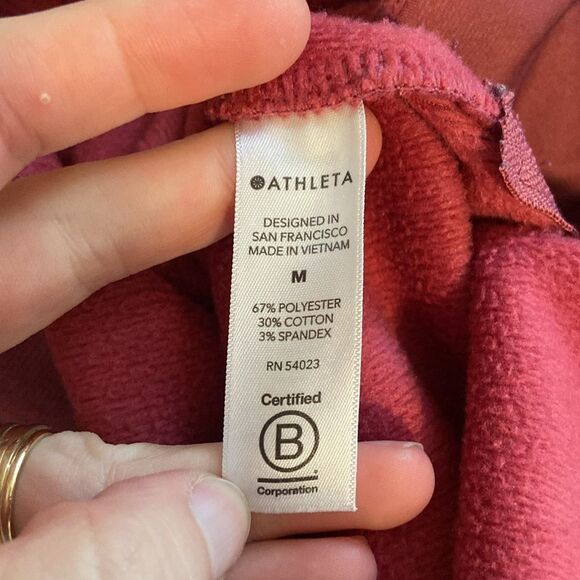 ATHLETA
DESIGNED IN
SAN FRANCISCO
MADE IN VIETNAM
M
67% POLYESTER
30% COTTON
3% SPANDEX
RN 54023
Certified
B
Corporation